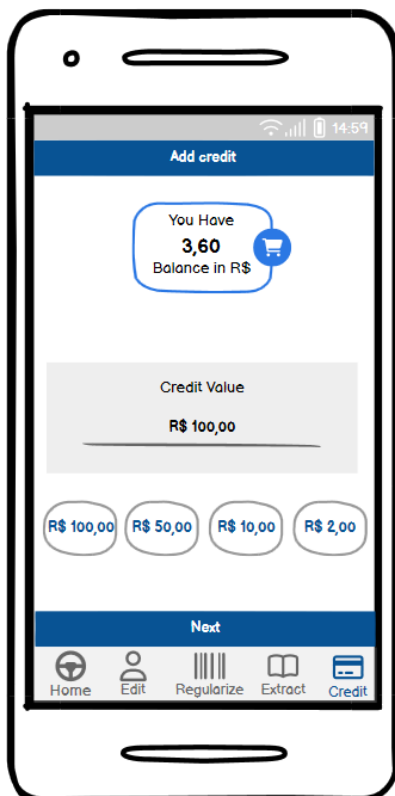 14:59
Add credit
You Have
3,60
Balance in R$
Credit Value
R$ 100,00
R$ 100,00 R$ 50,00 R$ 10,00 R$ 2,00
Next
Home Edit Regularize Extract Credit